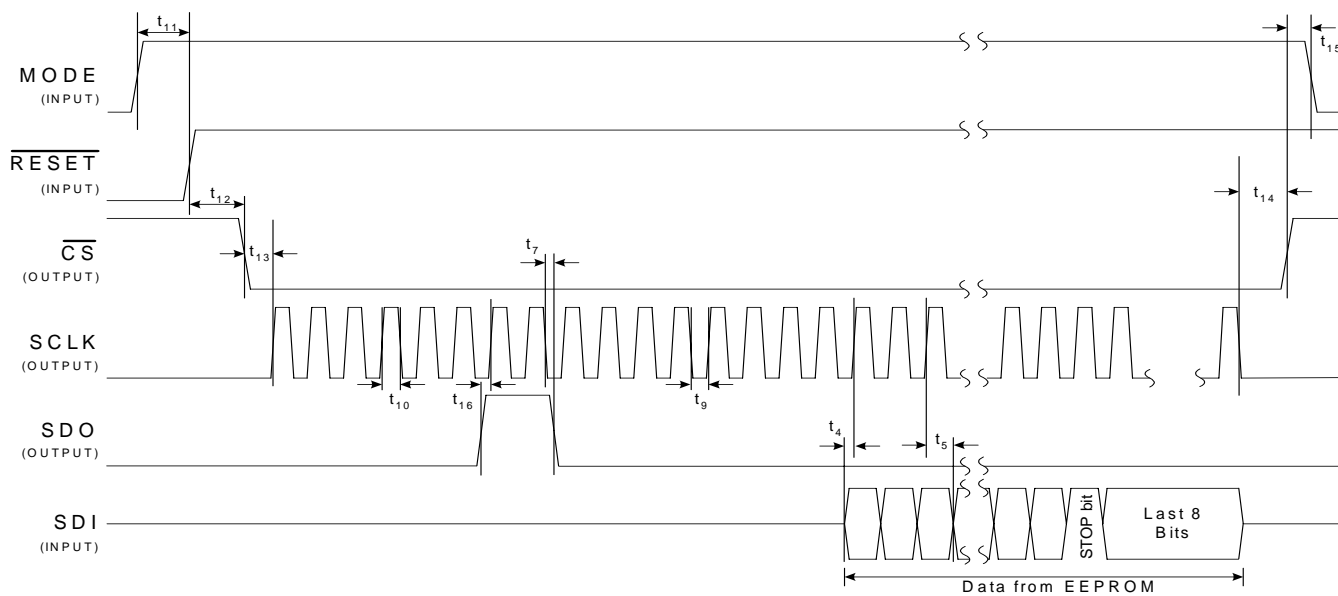 t11
t15
MODE
(INPUT)
RESET
(INPUT)
t12
t14
CS
(OUTPUT)
t13
t7
SCLK
(OUTPUT)
t10
t16
t9
SDO
(OUTPUT)
t4
t5
SDI
(INPUT)
STOP bit
Last 8
Bits
Data from EEPROM